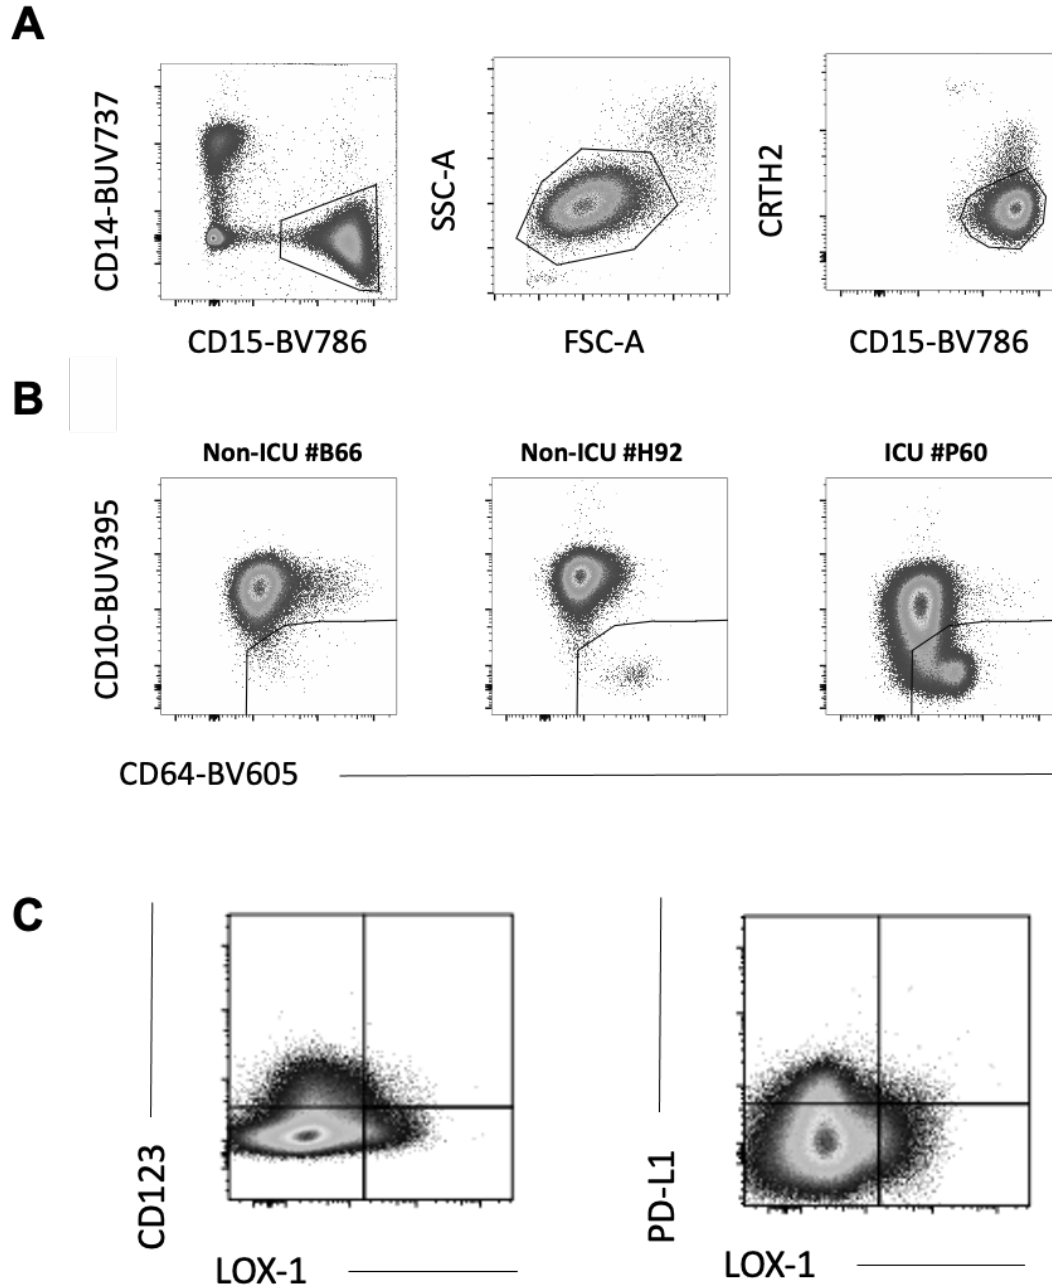 A
CD14-BUV737
CD15-BV786
SSC-A
FSC-A
CRTH2
CD15-BV786
B
Non-ICU #B66
Non-ICU #H92
ICU #P60
CD10-BUV395
CD64-BV605
C
CD123
LOX-1
PD-L1
LOX-1